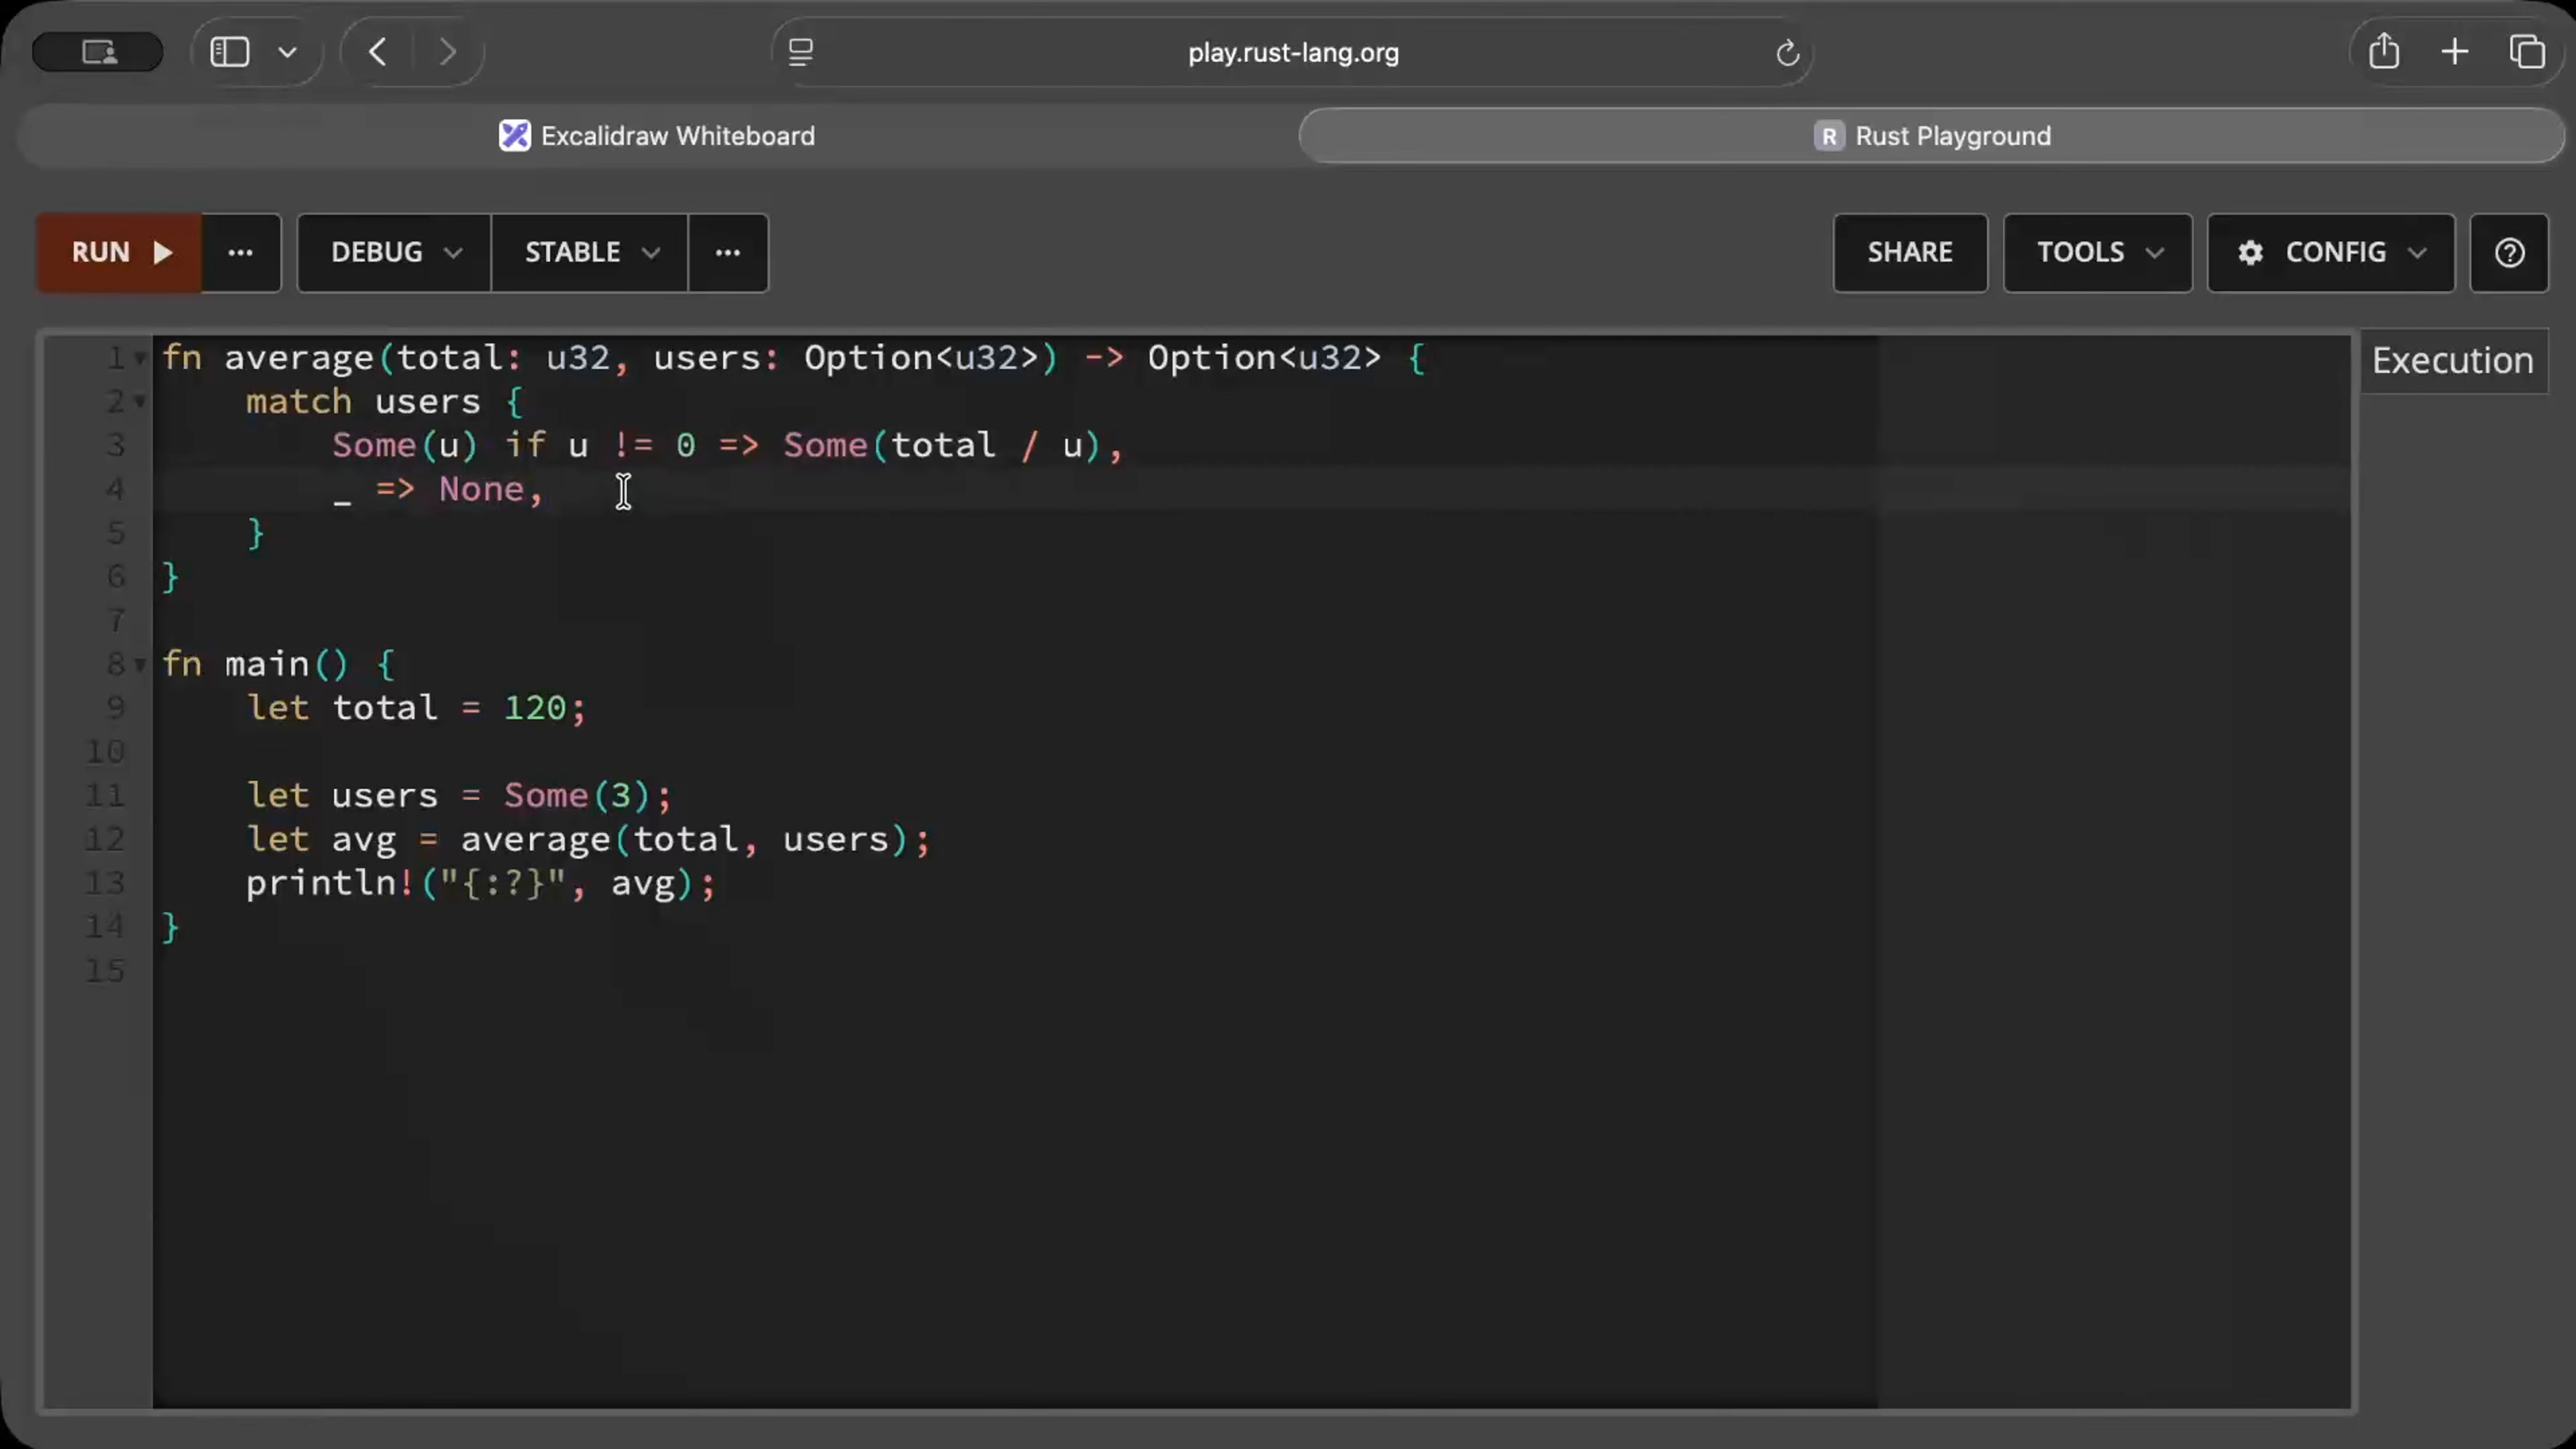 play.rust-lang.org
Excalidraw Whiteboard
R Rust Playground
RUN ... DEBUG STABLE ... SHARE TOOLS CONFIG ?
Execution
1 fn average(total: u32, users: Option<u32>) -> Option<u32> {
2     match users {
3         Some(u) if u != 0 => Some(total / u),
4         _ => None,
5     }
6 }
7
8 fn main() {
9     let total = 120;
10
11     let users = Some(3);
12     let avg = average(total, users);
13     println!("{:?}", avg);
14 }
15